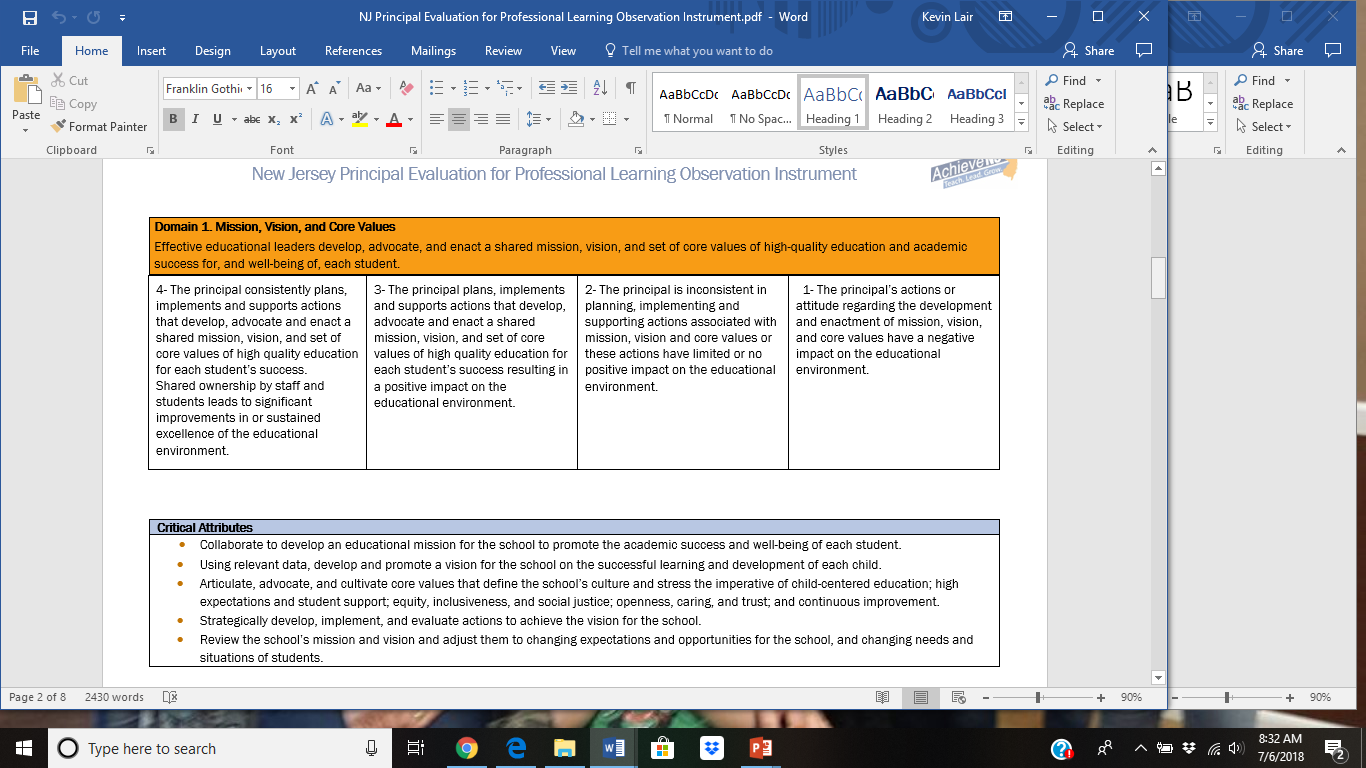 NJ Principal Evaluation for Professional Learning Observation Instrument.pdf - Word
Kevin Lair
File Home Insert Design Layout References Mailings Review View Tell me what you want to do Share Share
Paste
Cut
Copy
Format Painter
Clipboard
Franklin Gothi 16
Font
Paragraph
AaBbCcDc AaBbCcDc AaBbCc AaBbC AaBbCcI
¶ Normal ¶ No Spac... Heading 1 Heading 2 Heading 3
Styles
Find
Replace
Select
Editing
Find
Replace
Select
Editing
New Jersey Principal Evaluation for Professional Learning Observation Instrument
Teach. Lead. Grow.
Domain 1. Mission, Vision, and Core Values
Effective educational leaders develop, advocate, and enact a shared mission, vision, and set of core values of high-quality education and academic
success for, and well-being of, each student.
4- The principal consistently plans,
implements and supports actions
that develop, advocate and enact a
shared mission, vision, and set of
core values of high quality education
for each student's success.
Shared ownership by staff and
students leads to significant
improvements in or sustained
excellence of the educational
environment.
3- The principal plans, implements
and supports actions that develop,
advocate and enact a shared
mission, vision, and set of core
values of high quality education for
each student's success resulting in
a positive impact on the
educational environment.
2- The principal is inconsistent in
planning, implementing and
supporting actions associated with
mission, vision and core values or
these actions have limited or no
positive impact on the educational
environment.
1- The principal's actions or
attitude regarding the development
and enactment of mission, vision,
and core values have a negative
impact on the educational
environment.
Critical Attributes
• Collaborate to develop an educational mission for the school to promote the academic success and well-being of each student.
• Using relevant data, develop and promote a vision for the school on the successful learning and development of each child.
• Articulate, advocate, and cultivate core values that define the school's culture and stress the imperative of child-centered education; high
expectations and student support; equity, inclusiveness, and social justice; openness, caring, and trust; and continuous improvement.
• Strategically develop, implement, and evaluate actions to achieve the vision for the school.
• Review the school's mission and vision and adjust them to changing expectations and opportunities for the school, and changing needs and
situations of students.
Page 2 of 8 2430 words 90% 90%
Type here to search
8:32 AM
7/6/2018
2